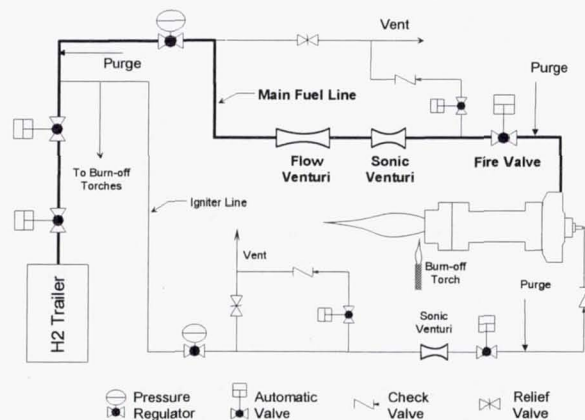 Vent
Purge
Purge
Main Fuel Line
Flow
Venturi
Sonic
Venturi
Fire Valve
To Burn-off
Torches
Igniter Line
H2 Trailer
Vent
Burn-off
Torch
Purge
Sonic
Venturi
Pressure
Regulator
Automatic
Valve
Check
Valve
Relief
Valve